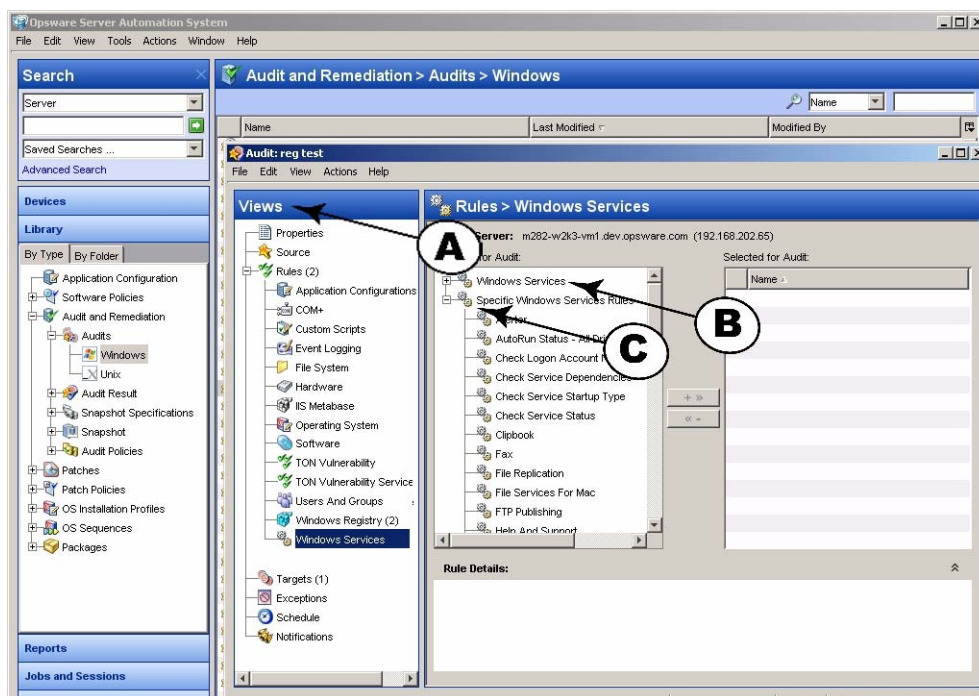 Opsware Server Automation System
File Edit View Tools Actions Window Help
Search
Server
Saved Searches ...
Advanced Search
Devices
Library
By Type By Folder
Application Configuration
Software Policies
Audit and Remediation
Audits
Windows
Unix
Audit Result
Snapshot Specifications
Snapshot
Audit Policies
Patches
Patch Policies
OS Installation Profiles
OS Sequences
Packages
Reports
Jobs and Sessions
Audit and Remediation > Audits > Windows
Name
Name Last Modified Modified By
Audit: reg test
File Edit View Actions Help
Views
Properties
Source
Rules (2)
Application Configurations
COM+
Custom Scripts
Event Logging
File System
Hardware
IIS Metabase
Operating System
Software
TON Vulnerability
TON Vulnerability Service
Users And Groups
Windows Registry (2)
Windows Services
Targets (1)
Exceptions
Schedule
Notifications
A
Rules > Windows Services
Server: m282-w2k3-vm1.dev.opsware.com (192.168.202.65)
for Audit: Selected for Audit:
Windows Services
Specific Windows Services Rules
AutoRun Status - All
Check Logon Account
Check Service Dependencies
Check Service Startup Type
Check Service Status
Clipbook
Fax
File Replication
File Services For Mac
FTP Publishing
Help And Support
B
C
+ »
« -
Name
Rule Details: